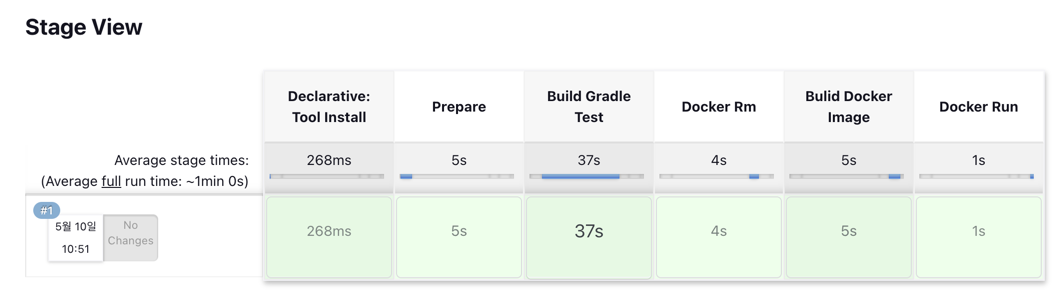 Stage View
Declarative:
Tool Install
Prepare
Build Gradle
Test
Docker Rm
Bulid Docker
Image
Docker Run
Average stage times:
(Average full run time: ~1min 0s)
268ms
5s
37s
4s
5s
1s
#1
5월 10일
10:51
No
Changes
268ms
5s
37s
4s
5s
1s